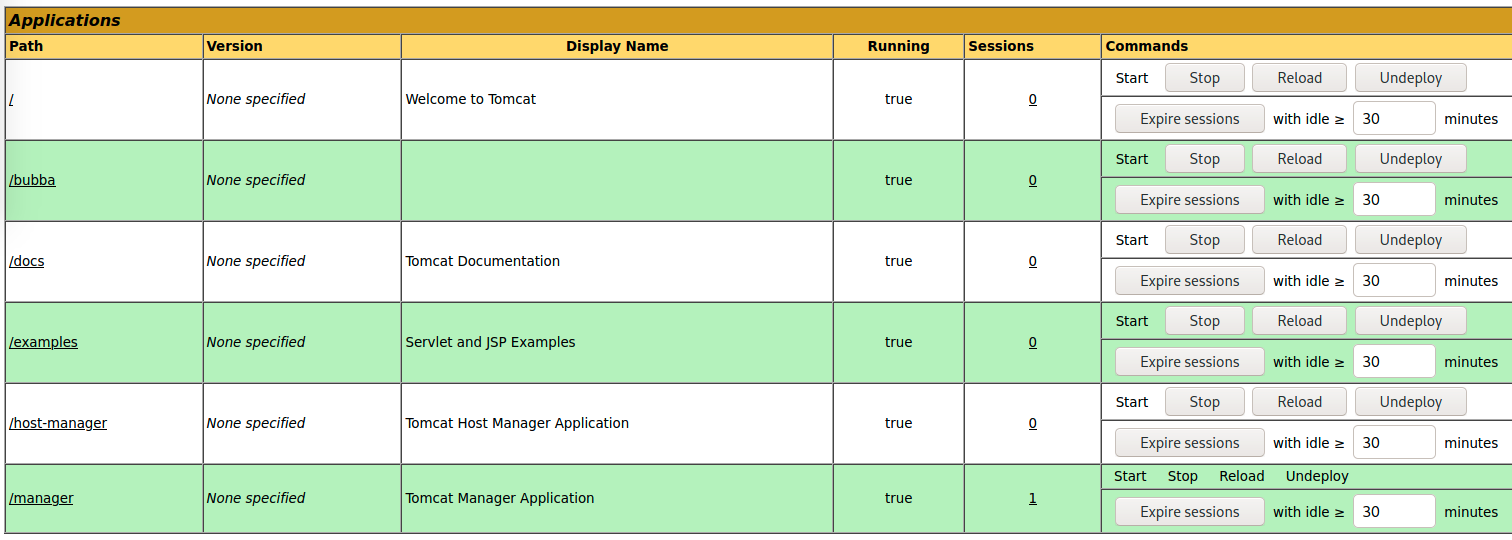 Applications
Path Version Display Name Running Sessions Commands
/ None specified Welcome to Tomcat true 0 Start Stop Reload Undeploy
Expire sessions with idle ≥ 30 minutes
/bubba None specified true 0 Start Stop Reload Undeploy
Expire sessions with idle ≥ 30 minutes
/docs None specified Tomcat Documentation true 0 Start Stop Reload Undeploy
Expire sessions with idle ≥ 30 minutes
/examples None specified Servlet and JSP Examples true 0 Start Stop Reload Undeploy
Expire sessions with idle ≥ 30 minutes
/host-manager None specified Tomcat Host Manager Application true 0 Start Stop Reload Undeploy
Expire sessions with idle ≥ 30 minutes
/manager None specified Tomcat Manager Application true 1 Start Stop Reload Undeploy
Expire sessions with idle ≥ 30 minutes